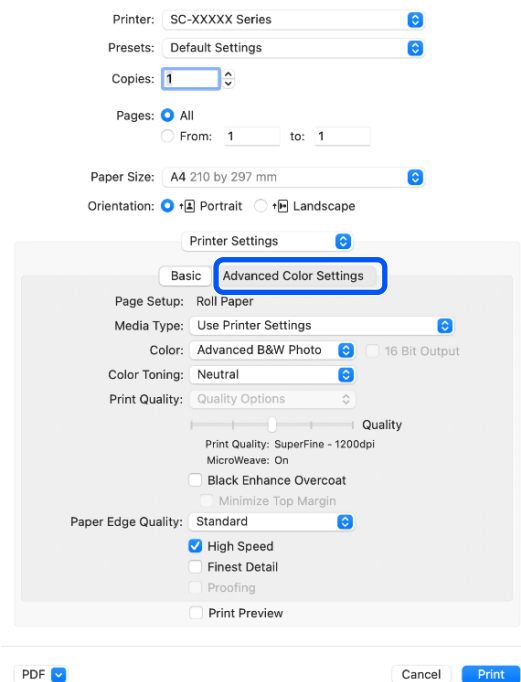 Printer: SC-XXXXX Series
Presets: Default Settings
Copies: 1
Pages: All
From: 1 to: 1
Paper Size: A4 210 by 297 mm
Orientation: Portrait Landscape
Printer Settings
Basic Advanced Color Settings
Page Setup: Roll Paper
Media Type: Use Printer Settings
Color: Advanced B&W Photo 16 Bit Output
Color Toning: Neutral
Print Quality: Quality Options
Quality
Print Quality: SuperFine - 1200dpi
MicroWeave: On
Black Enhance Overcoat
Minimize Top Margin
Paper Edge Quality: Standard
High Speed
Finest Detail
Proofing
Print Preview
PDF Cancel Print